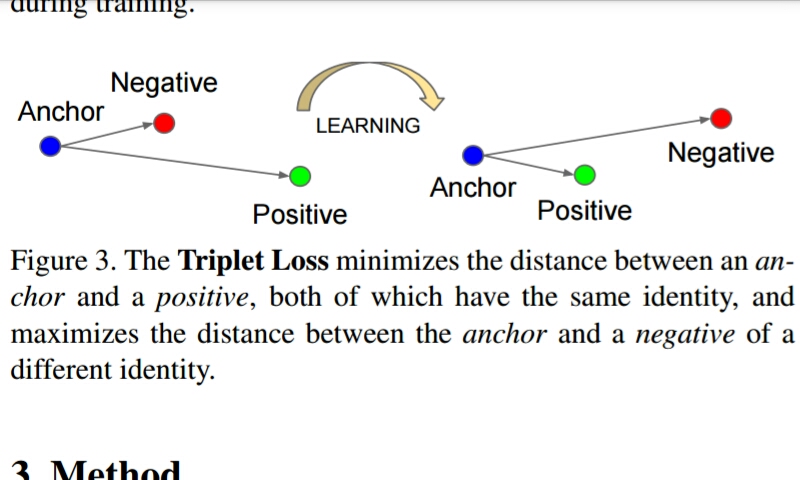 during training.
Negative
Anchor
LEARNING
Negative
Anchor
Positive
Positive
Figure 3. The Triplet Loss minimizes the distance between an an-
chor and a positive, both of which have the same identity, and
maximizes the distance between the anchor and a negative of a
different identity.
3. Method